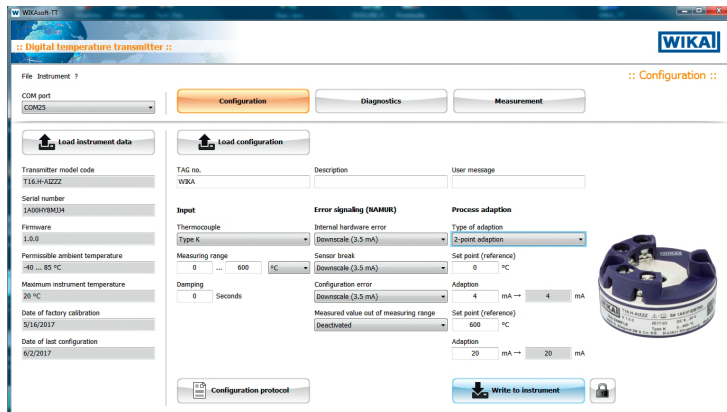 WIKAsoft-TT
:: Digital temperature transmitter ::
WIKA
File Instrument ?
:: Configuration ::
COM port
COM25
Configuration
Diagnostics
Measurement
Load instrument data
Load configuration
Transmitter model code
T16.H-AIZZZ
Serial number
1A00HY8MJJ4
Firmware
1.0.0
Permissible ambient temperature
-40 ... 85 °C
Maximum instrument temperature
20 °C
Date of factory calibration
5/16/2017
Date of last configuration
6/2/2017
TAG no.
WIKA
Description
User message
Input
Thermocouple
Type K
Measuring range
0 ... 600 °C
Damping
0 Seconds
Error signaling (NAMUR)
Internal hardware error
Downscale (3.5 mA)
Sensor break
Downscale (3.5 mA)
Configuration error
Downscale (3.5 mA)
Measured value out of measuring range
Deactivated
Process adaption
Type of adaption
2-point adaption
Set point (reference)
0 °C
Adaption
4 mA → 4 mA
Set point (reference)
600 °C
Adaption
20 mA → 20 mA
WIKA
T16.H-AIZZZ
Type K
Configuration protocol
Write to instrument